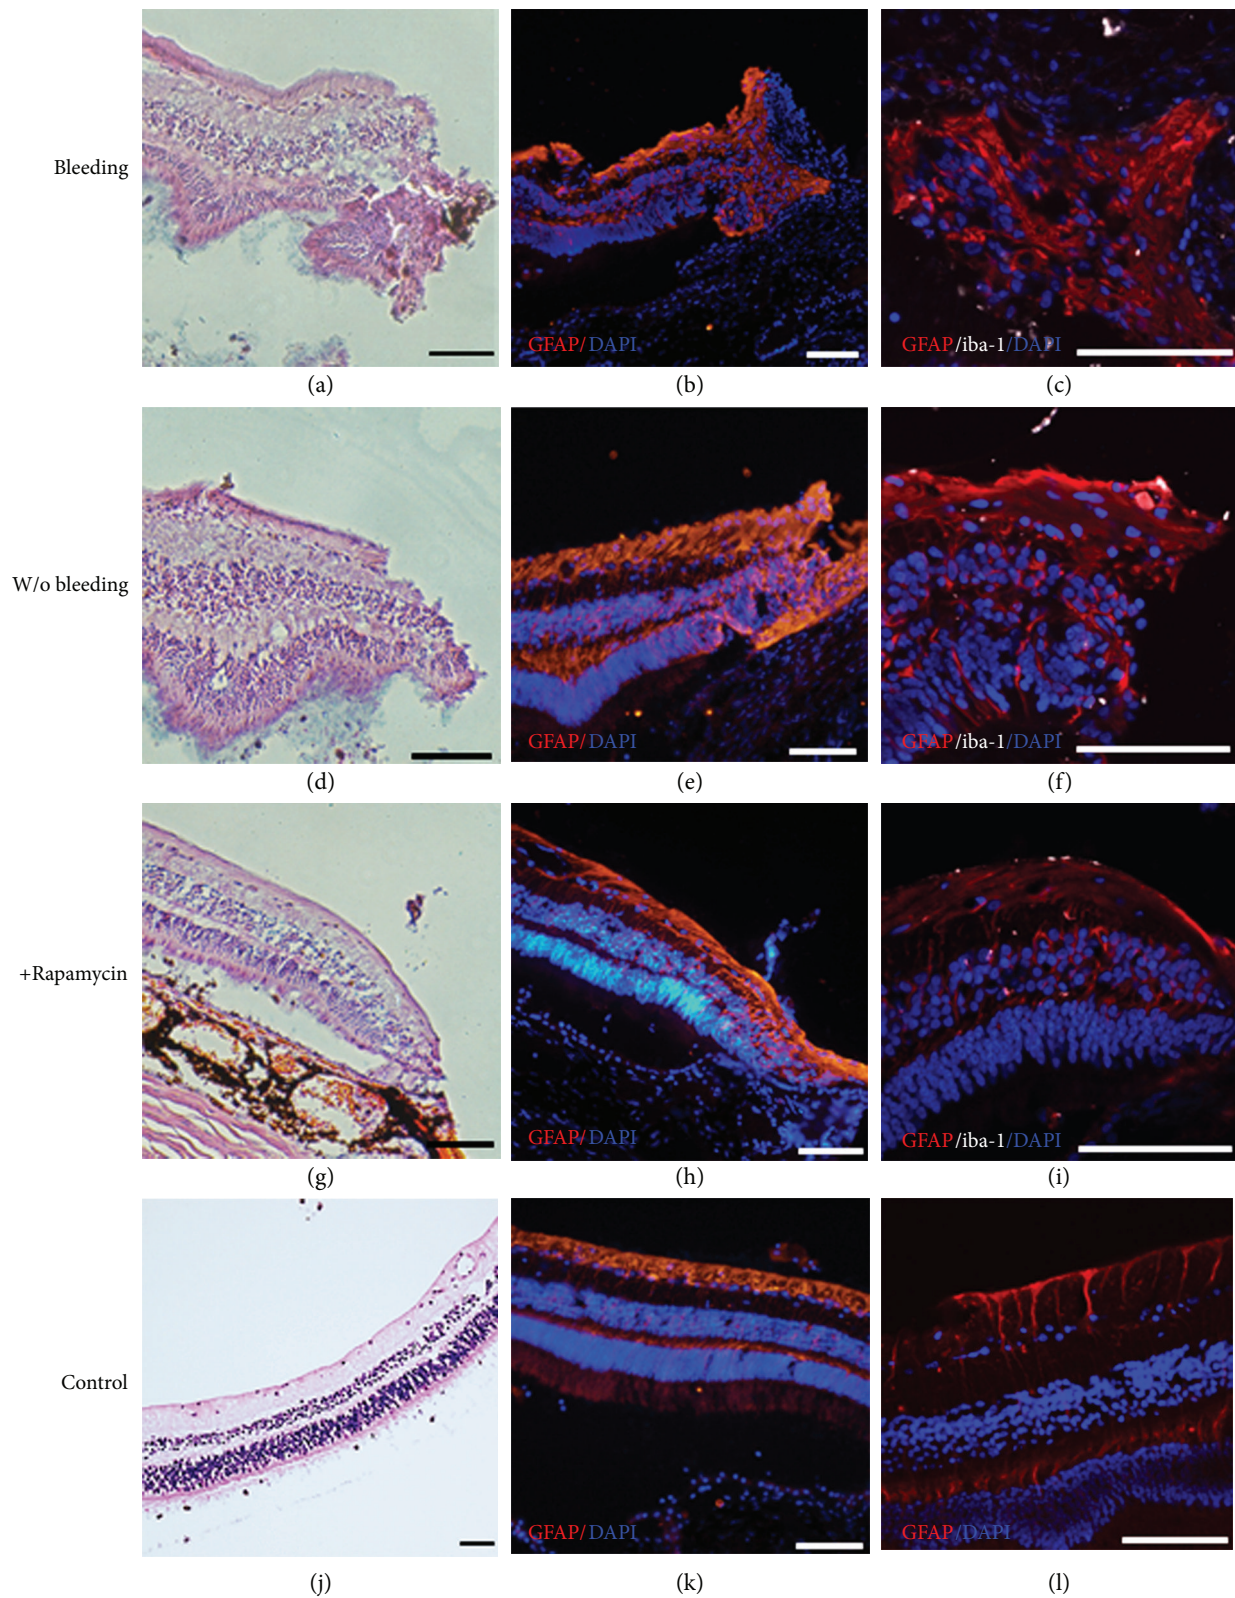 Bleeding
GFAP/DAPI
GFAP/iba-1/DAPI
(a)
(b)
(c)
W/o bleeding
GFAP/DAPI
GFAP/iba-1/DAPI
(d)
(e)
(f)
+Rapamycin
GFAP/DAPI
GFAP/iba-1/DAPI
(g)
(h)
(i)
Control
GFAP/DAPI
GFAP/DAPI
(j)
(k)
(l)